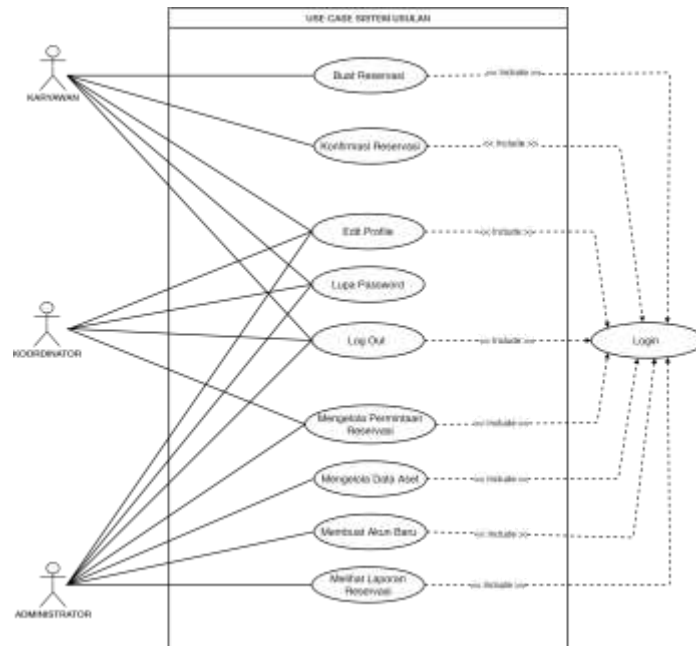 USE CASE SISTEM USULAN
Buat Reservasi
<< Include >>
KARYAWAN
Konfirmasi Reservasi
<< Include >>
Edit Profile
<< Include >>
Lupa Password
KOORDINATOR
Log Out
<< Include >>
Login
Mengelola Permintaan
Reservasi
<< Include >>
Mengelola Data Aset
<< Include >>
Membuat Akun Baru
<< Include >>
Melihat Laporan
Reservasi
<< Include >>
ADMINISTRATOR